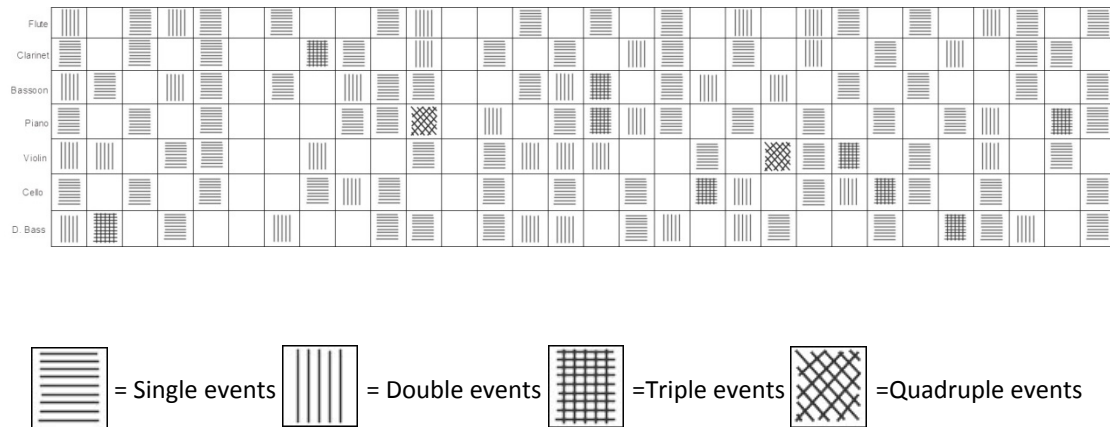 Flute
Clarinet
Bassoon
Piano
Violin
Cello
D. Bass
= Single events = Double events =Triple events =Quadruple events